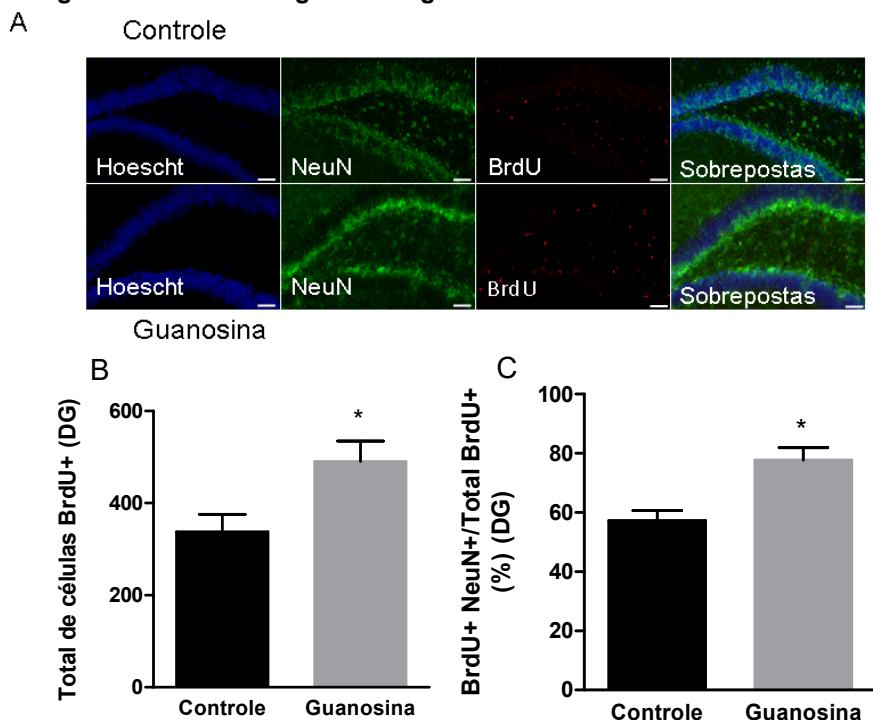 A
Controle
Hoescht NeuN BrdU Sobrepostas
Hoescht NeuN BrdU Sobrepostas
Guanosina
B
Total de células BrdU+ (DG)
600
400
200
0
*
Controle Guanosina
C
BrdU+ NeuN+/Total BrdU+
(%) (DG)
100
80
60
40
20
0
*
Controle Guanosina